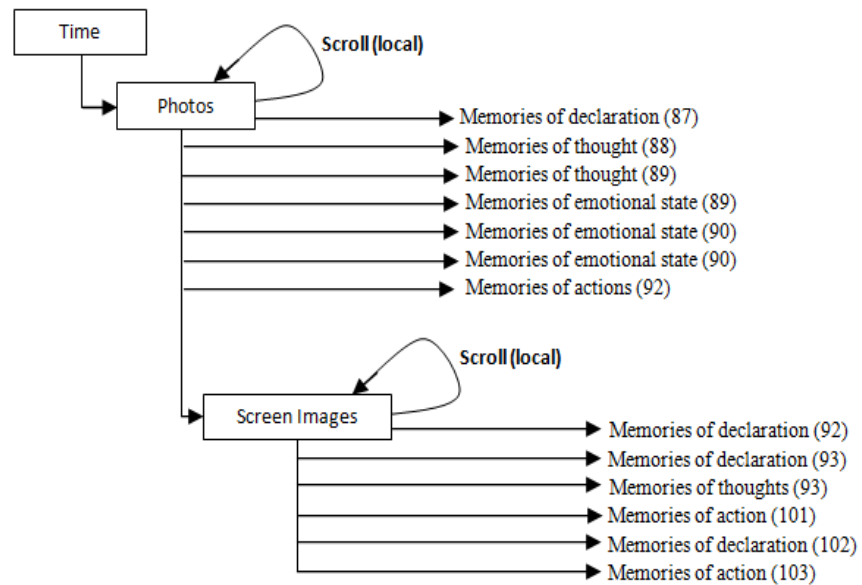 Time
Scroll (local)
Photos
Memories of declaration (87)
Memories of thought (88)
Memories of thought (89)
Memories of emotional state (89)
Memories of emotional state (90)
Memories of emotional state (90)
Memories of actions (92)
Scroll (local)
Screen Images
Memories of declaration (92)
Memories of declaration (93)
Memories of thoughts (93)
Memories of action (101)
Memories of declaration (102)
Memories of action (103)